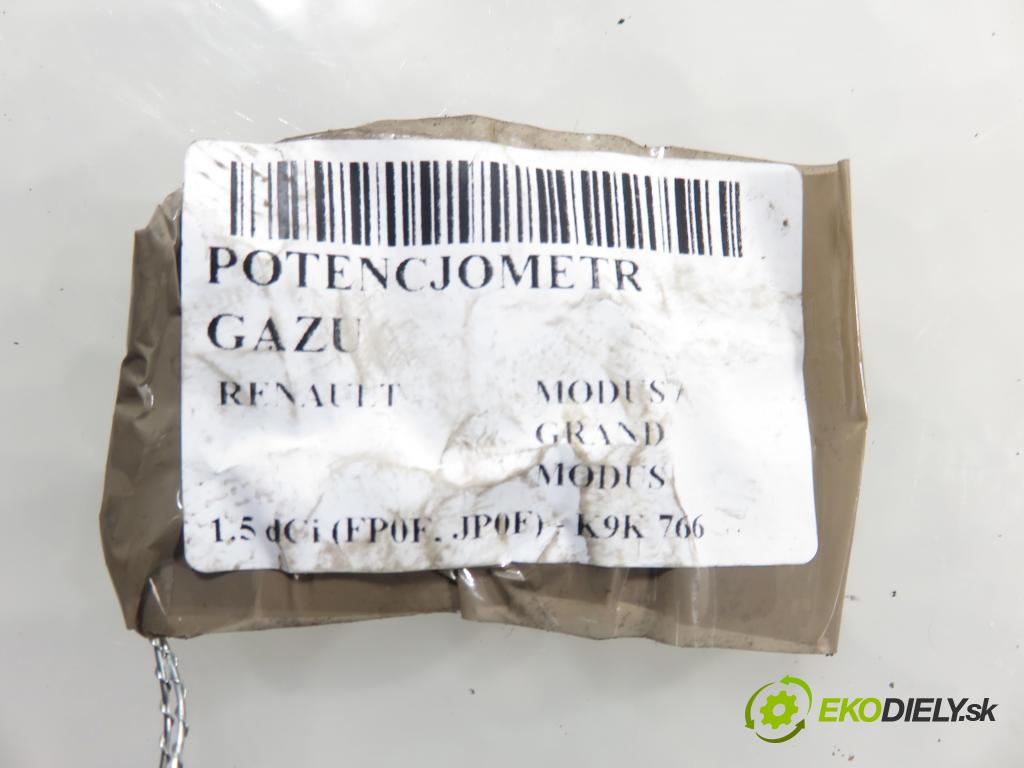 POTENCJOMETR
GAZU
RENAULT MODUS /
GRAND
MODUS
1.5 dCi (FP0F, JP0F) - K9K 766
EKODIELY.sk